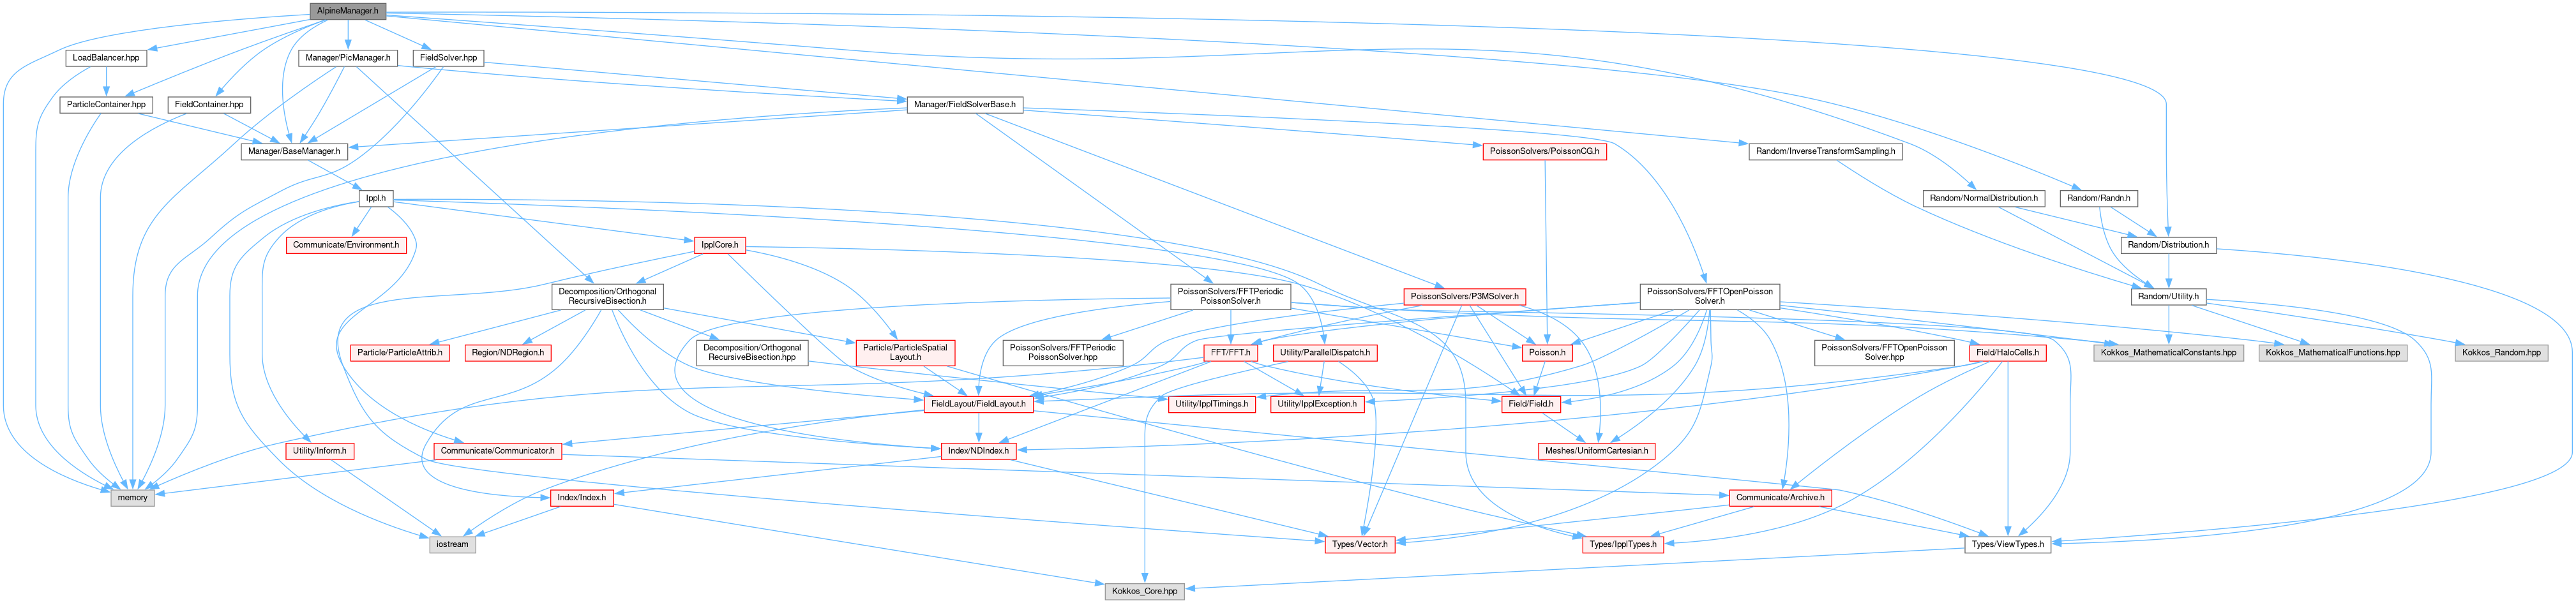 AlpineManager.h
LoadBalancer.hpp
Manager/PicManager.h
FieldSolver.hpp
ParticleContainer.hpp
FieldContainer.hpp
Manager/FieldSolverBase.h
Manager/BaseManager.h
PoissonSolvers/PoissonCG.h
Random/InverseTransformSampling.h
Ippl.h
Random/NormalDistribution.h
Random/Randn.h
Communicate/Environment.h
IpplCore.h
Random/Distribution.h
Decomposition/Orthogonal
RecursiveBisection.h
PoissonSolvers/FFTPeriodic
PoissonSolver.h
PoissonSolvers/P3MSolver.h
PoissonSolvers/FFTOpenPoisson
Solver.h
Random/Utility.h
Particle/ParticleAttrib.h
Region/NDRegion.h
Decomposition/Orthogonal
RecursiveBisection.hpp
Particle/ParticleSpatial
Layout.h
PoissonSolvers/FFTPeriodic
PoissonSolver.hpp
FFT/FFT.h
Utility/ParallelDispatch.h
Poisson.h
PoissonSolvers/FFTOpenPoisson
Solver.hpp
Field/HaloCells.h
Kokkos_MathematicalConstants.hpp
Kokkos_MathematicalFunctions.hpp
Kokkos_Random.hpp
FieldLayout/FieldLayout.h
Utility/IpplTimings.h
Utility/IpplException.h
Field/Field.h
Utility/Inform.h
Communicate/Communicator.h
Index/NDIndex.h
Meshes/UniformCartesian.h
memory
Index/Index.h
Communicate/Archive.h
iostream
Types/Vector.h
Types/IpplTypes.h
Types/ViewTypes.h
Kokkos_Core.hpp